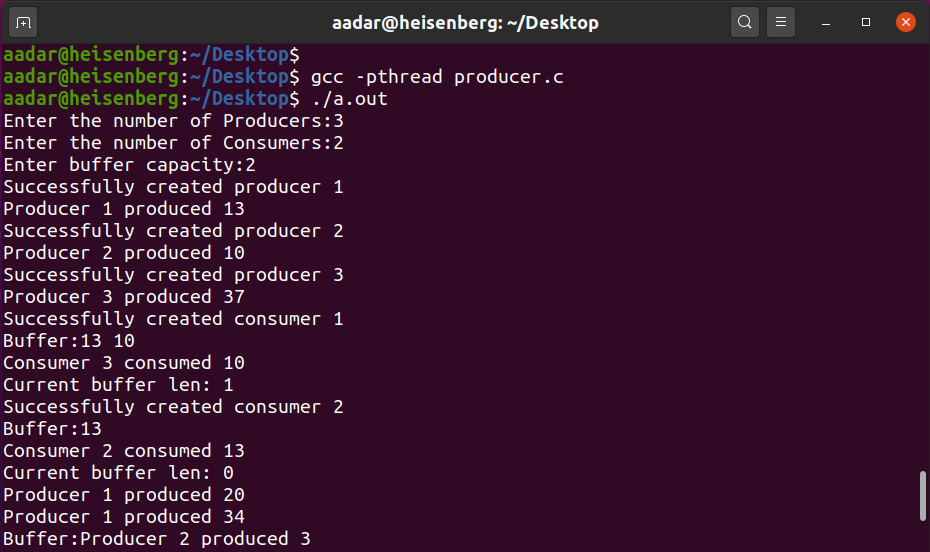 aadar@heisenberg: ~/Desktop
aadar@heisenberg:~/Desktop$
aadar@heisenberg:~/Desktop$ gcc -pthread producer.c
aadar@heisenberg:~/Desktop$ ./a.out
Enter the number of Producers:3
Enter the number of Consumers:2
Enter buffer capacity:2
Successfully created producer 1
Producer 1 produced 13
Successfully created producer 2
Producer 2 produced 10
Successfully created producer 3
Producer 3 produced 37
Successfully created consumer 1
Buffer:13 10
Consumer 3 consumed 10
Current buffer len: 1
Successfully created consumer 2
Buffer:13
Consumer 2 consumed 13
Current buffer len: 0
Producer 1 produced 20
Producer 1 produced 34
Buffer:Producer 2 produced 3